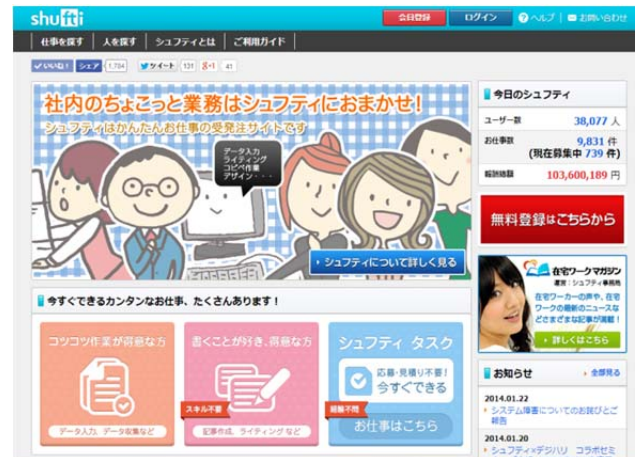 shufti
会員登録
ログイン
ヘルプ
お問い合わせ
仕事を探す
人を探す
シュフティとは
ご利用ガイド
いいね!
シェア
1,784
ツイート
131
g+1
41
社内のちょこっと業務はシュフティにおまかせ!
シュフティはかんたんお仕事の受発注サイトです
データ入力
ライティング
コピペ作業
デザイン・・・
シュフティについて詳しく見る
今日のシュフティ
ユーザー数 38,077 人
お仕事数 9,831 件
(現在募集中 739 件)
報酬総額 103,600,189 円
無料登録はこちらから
在宅ワークマガジン
運営:シュフティ事務局
在宅ワーカーの声や、在宅
ワークの最新のニュースな
どさまざまな記事が満載!
詳しくはこちら
今すぐできるカンタンなお仕事、たくさんあります!
コツコツ作業が得意な方
データ入力、データ収集など
書くことが好き、得意な方
スキル不要
記事作成、ライティングなど
シュフティ タスク
応募・見積り不要!
今すぐできる
経験不問
お仕事はこちら
お知らせ
全部見る
2014.01.22
システム障害についてのお詫びとご
報告
2014.01.20
シュフティ×デジハリ コラボセミ